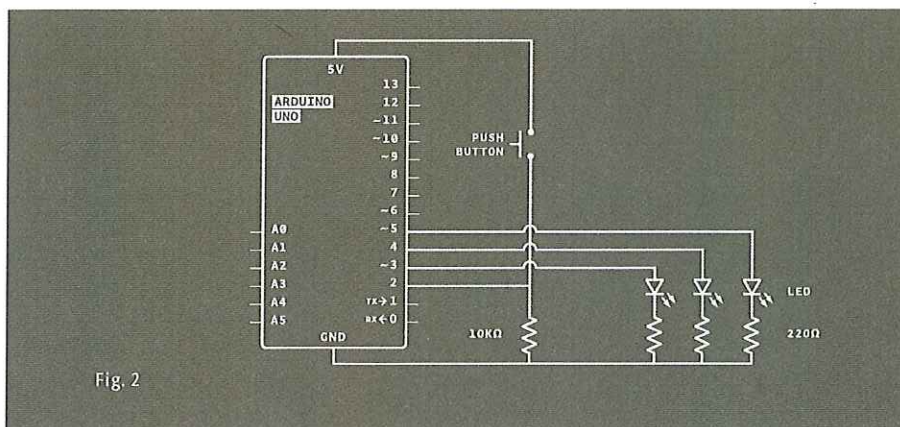 5V
ARDUINO
UNO
13
12
~11
~10
~9
8
7
~6
~5
4
~3
2
TX→1
RX←0
A0
A1
A2
A3
A4
A5
GND
PUSH
BUTTON
10KΩ
LED
220Ω
Fig. 2